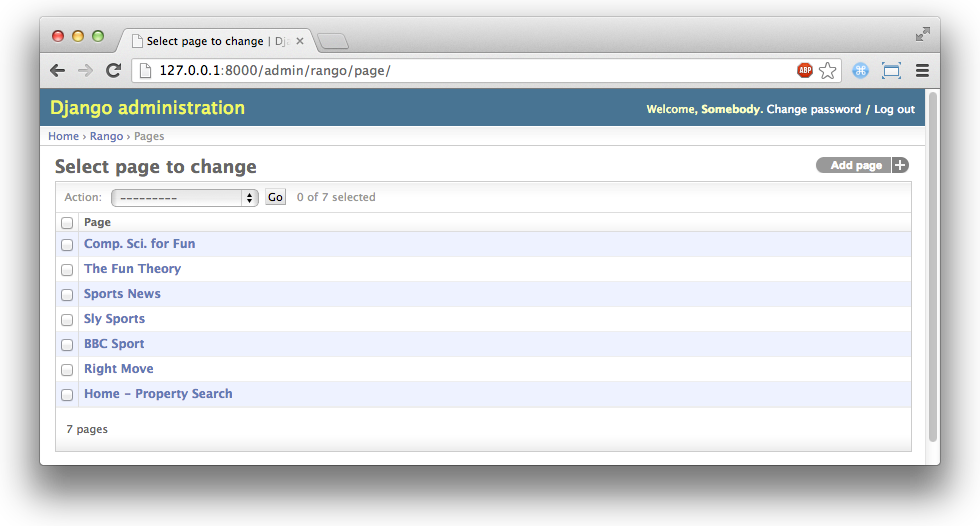 Select page to change | Dj
127.0.0.1:8000/admin/rango/page/
ABP
Django administration
Welcome, Somebody. Change password / Log out
Home › Rango › Pages
Select page to change
Add page +
Action: --------- Go 0 of 7 selected
Page
Comp. Sci. for Fun
The Fun Theory
Sports News
Sly Sports
BBC Sport
Right Move
Home – Property Search
7 pages